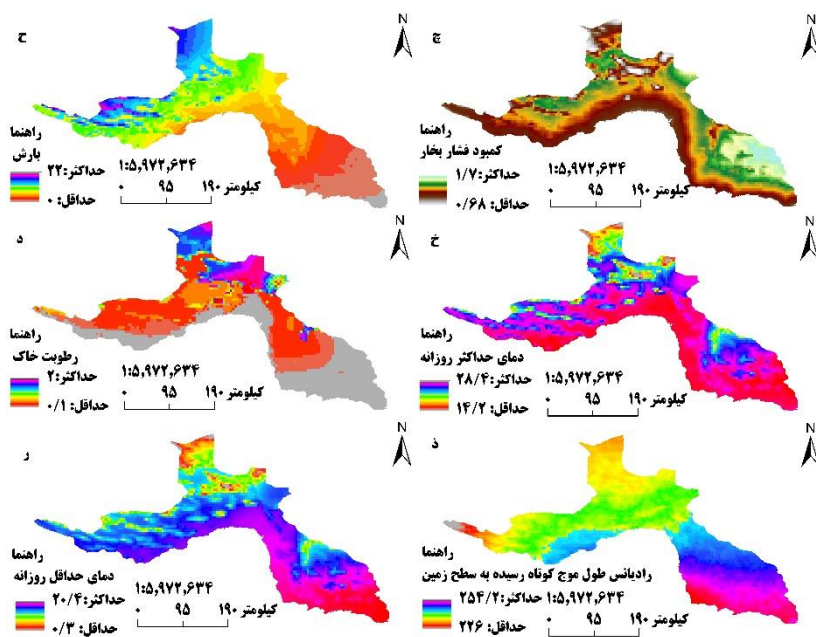 N
چ
راهنما
کمبود فشار بخار
حداکثر: ۱/۷
حداقل: ۰/۶۸
۱:۵,۹۷۲,۶۳۴
۰ ۹۵ ۱۹۰ کیلومتر
N
ح
راهنما
بارش
حداکثر: ۲۲
حداقل: ۰
۱:۵,۹۷۲,۶۳۴
۰ ۹۵ ۱۹۰ کیلومتر
N
خ
راهنما
دمای حداکثر روزانه
حداکثر: ۲۸/۴
حداقل: ۱۴/۲
۱:۵,۹۷۲,۶۳۴
۰ ۹۵ ۱۹۰ کیلومتر
N
د
راهنما
رطوبت خاک
حداکثر: ۲
حداقل: ۰/۱
۱:۵,۹۷۲,۶۳۴
۰ ۹۵ ۱۹۰ کیلومتر
N
ذ
راهنما
رادیانس طول موج کوتاه رسیده به سطح زمین
حداکثر: ۲۵۴/۲
حداقل: ۲۲۶
۱:۵,۹۷۲,۶۳۴
۰ ۹۵ ۱۹۰ کیلومتر
N
ر
راهنما
دمای حداقل روزانه
حداکثر: ۲۰/۴
حداقل: ۰/۳
۱:۵,۹۷۲,۶۳۴
۰ ۹۵ ۱۹۰ کیلومتر